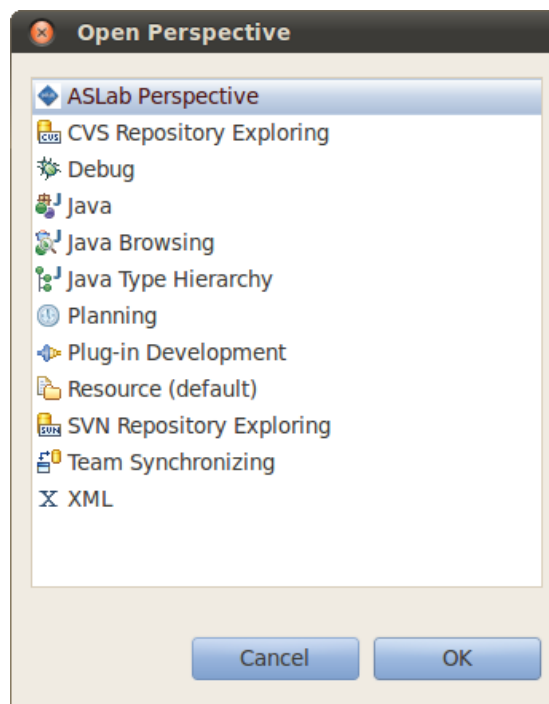 Open Perspective
ASLab Perspective
CVS Repository Exploring
Debug
Java
Java Browsing
Java Type Hierarchy
Planning
Plug-in Development
Resource (default)
SVN Repository Exploring
Team Synchronizing
XML
Cancel OK